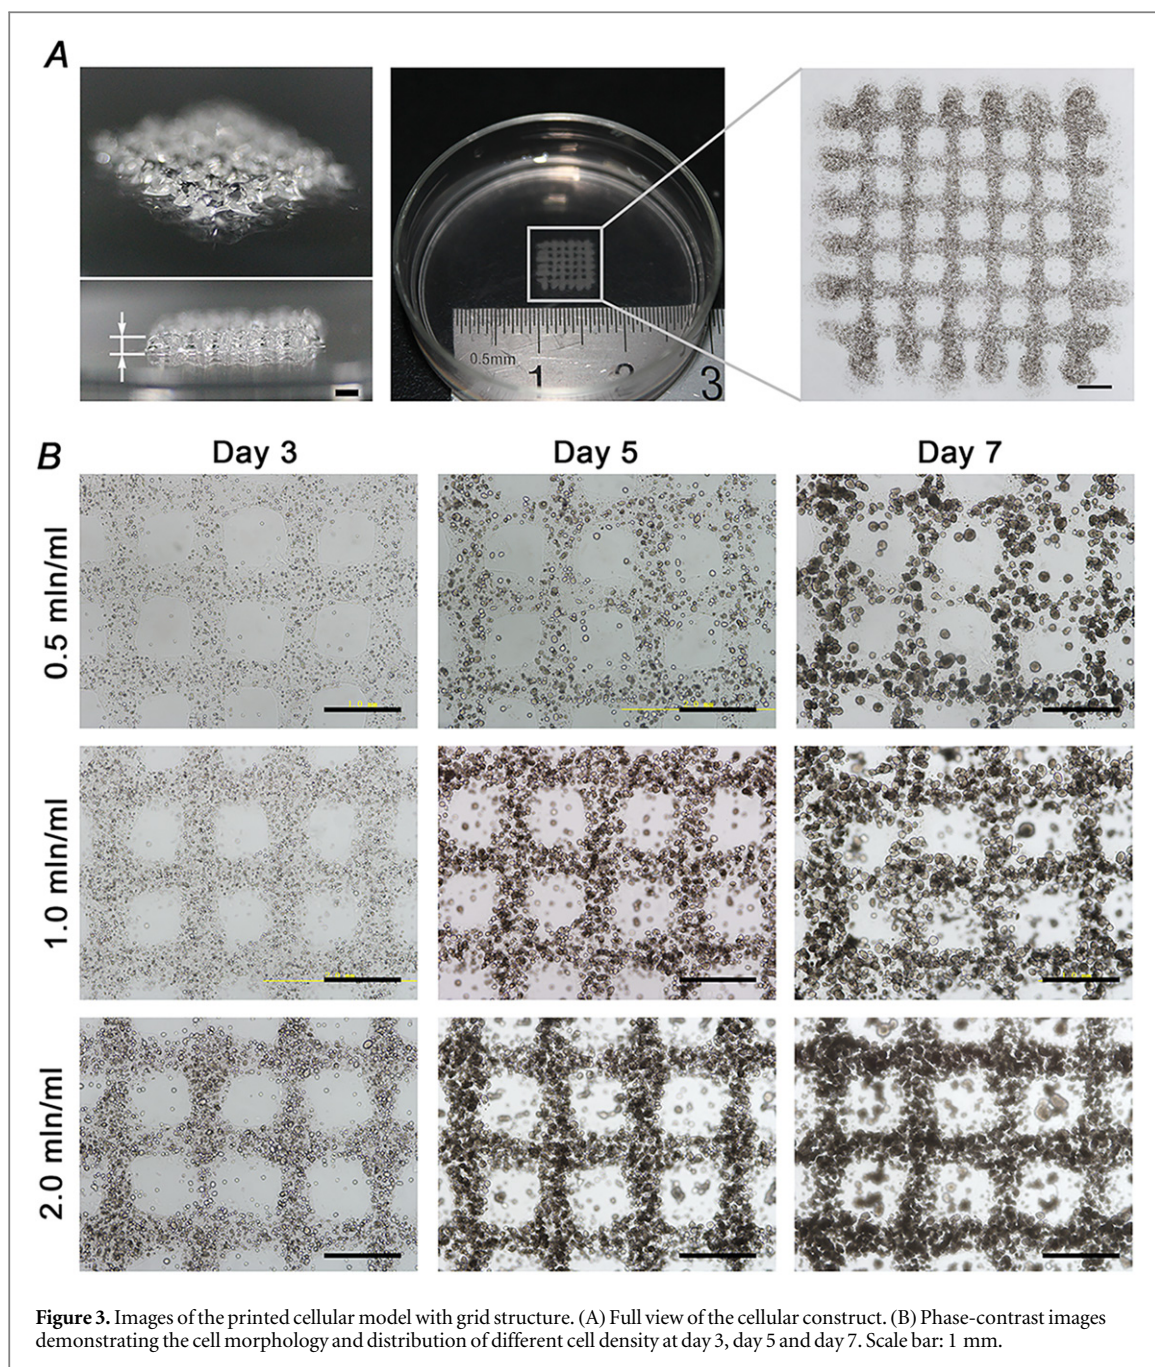 A
0.5mm
1 2 3
B
Day 3 Day 5 Day 7
0.5 mln/ml
1.0 mln/ml
2.0 mln/ml
Figure 3. Images of the printed cellular model with grid structure. (A) Full view of the cellular construct. (B) Phase-contrast images
demonstrating the cell morphology and distribution of different cell density at day 3, day 5 and day 7. Scale bar: 1 mm.